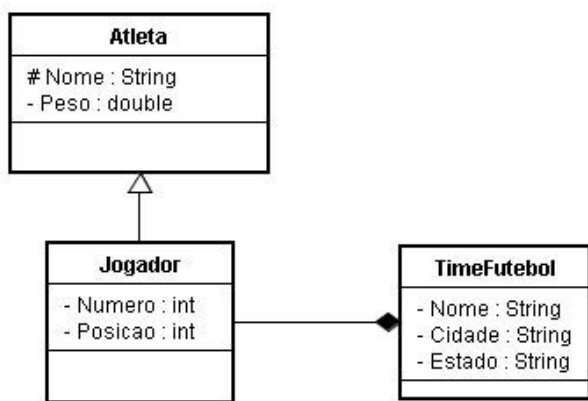 Atleta
# Nome : String
- Peso : double
Jogador
- Numero : int
- Posicao : int
TimeFutebol
- Nome : String
- Cidade : String
- Estado : String